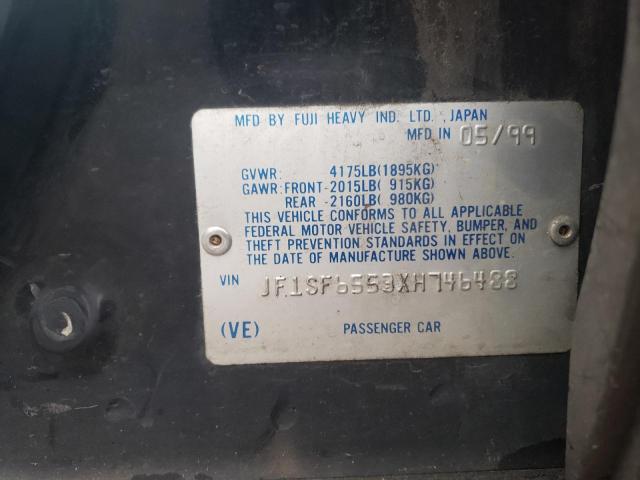 MFD BY FUJI HEAVY IND. LTD., JAPAN
MFD IN 05/99
GVWR: 4175LB(1895KG)
GAWR:FRONT-2015LB( 915KG)
REAR -2160LB( 980KG)
THIS VEHICLE CONFORMS TO ALL APPLICABLE
FEDERAL MOTOR VEHICLE SAFETY, BUMPER, AND
THEFT PREVENTION STANDARDS IN EFFECT ON
THE DATE OF MANUFACTURE SHOWN ABOVE.
VIN JF1SF6553XH746488
(VE) PASSENGER CAR